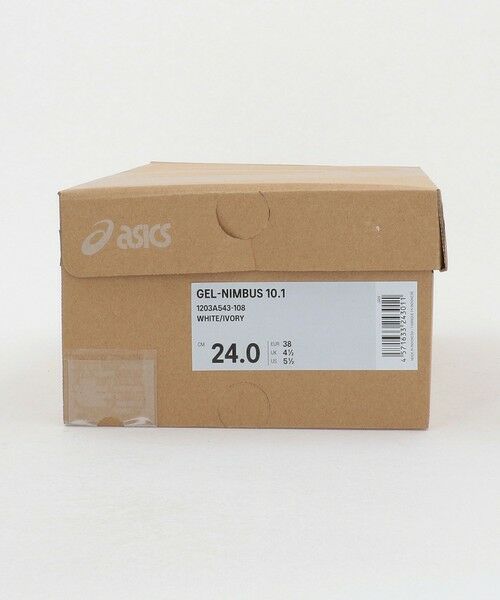 asics
GEL-NIMBUS 10.1
1203A543-108
WHITE/IVORY
CM 24.0
EUR 38
UK 4½
US 5½
4571633243011